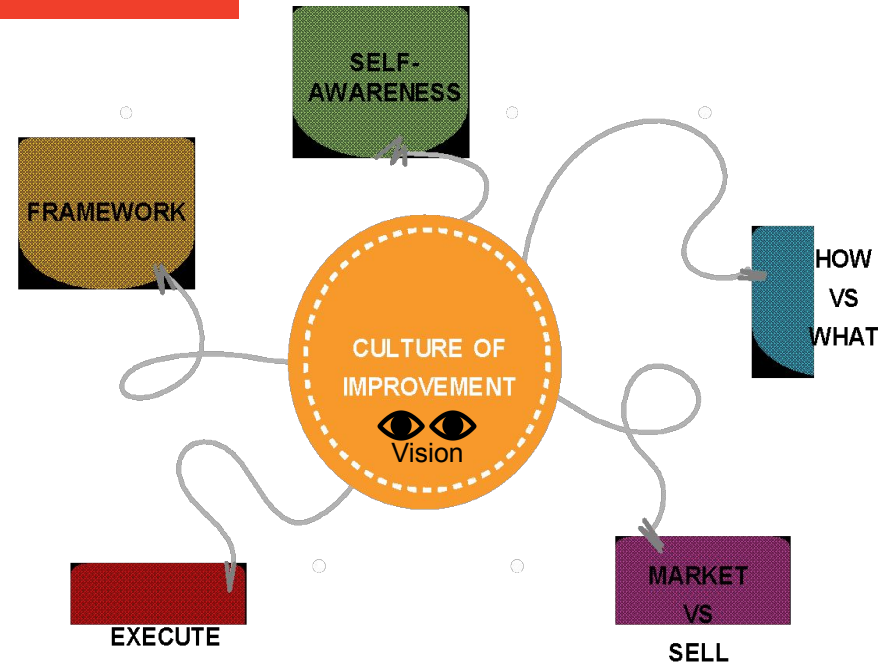 SELF-
AWARENESS
FRAMEWORK
HOW
VS
WHAT
CULTURE OF
IMPROVEMENT
Vision
MARKET
VS
SELL
EXECUTE